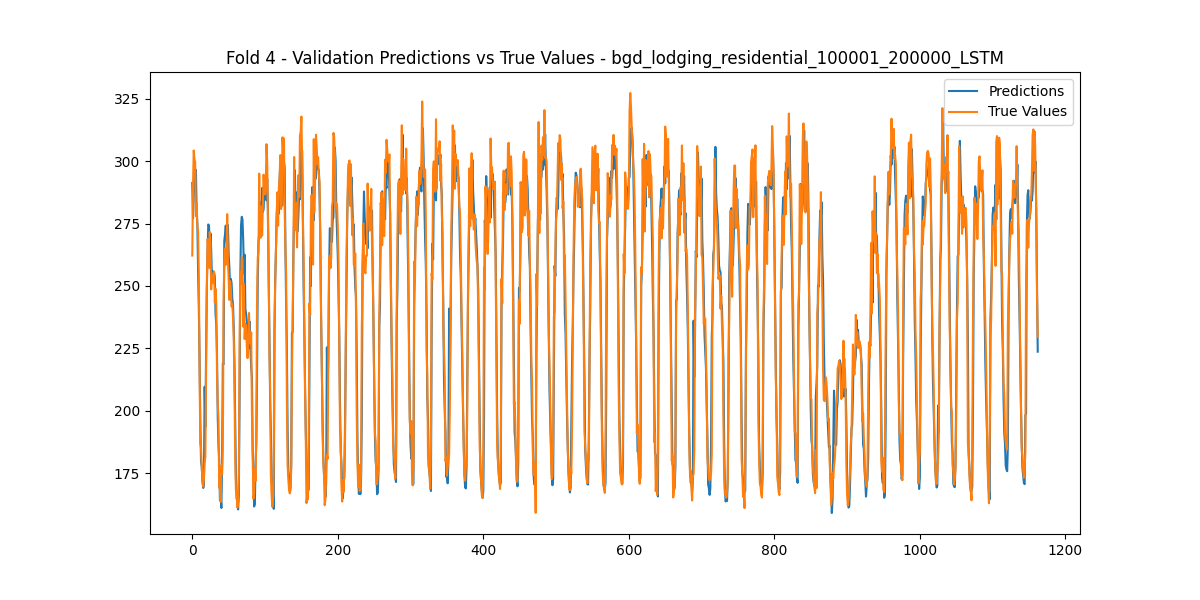 Fold 4 - Validation Predictions vs True Values - bgd_lodging_residential_100001_200000_LSTM
Predictions
True Values
325
300
275
250
225
200
175
0 200 400 600 800 1000 1200